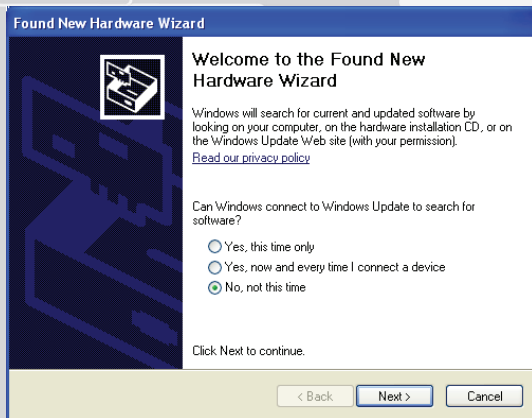 Found New Hardware Wizard
Welcome to the Found New
Hardware Wizard
Windows will search for current and updated software by
looking on your computer, on the hardware installation CD, or on
the Windows Update Web site (with your permission).
Read our privacy policy
Can Windows connect to Windows Update to search for
software?
Yes, this time only
Yes, now and every time I connect a device
No, not this time
Click Next to continue.
< Back
Next >
Cancel